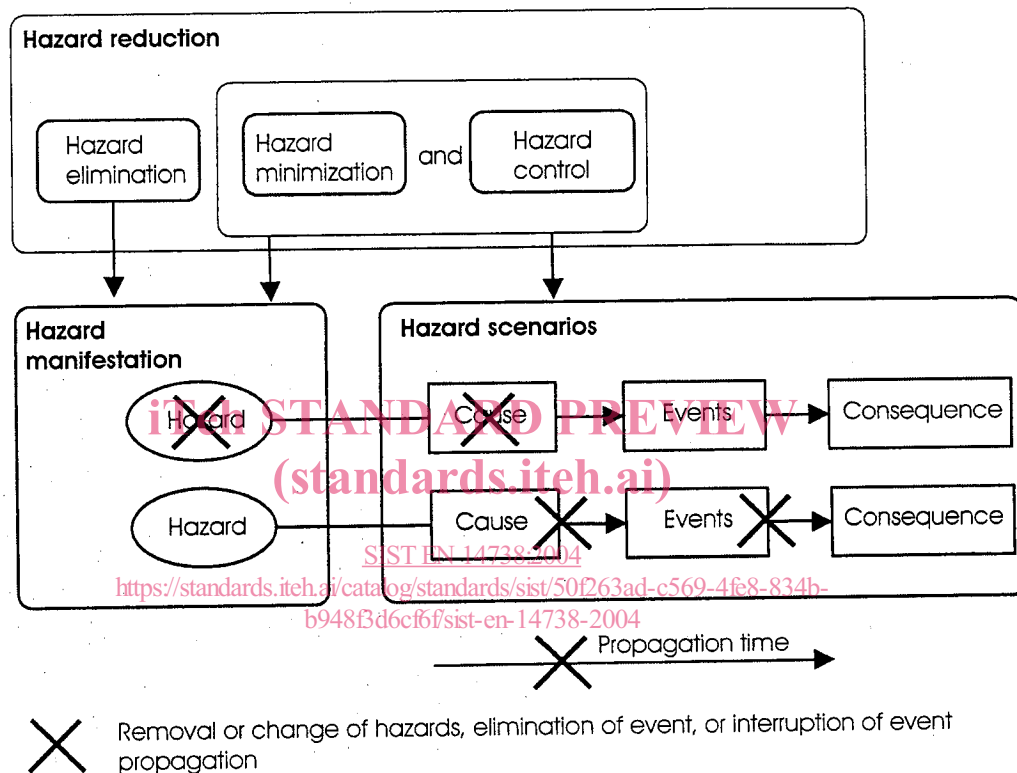 Hazard reduction
Hazard
elimination
Hazard
minimization
and
Hazard
control
Hazard
manifestation
Hazard scenarios
Hazard
Cause
Events
Consequence
iTeh STANDARD PREVIEW
(standards.iteh.ai)
Hazard
Cause
Events
Consequence
SIST EN 14738:2004
https://standards.iteh.ai/catalog/standards/sist/50f263ad-c569-4fe8-834b-
b948f3d6cf6f/sist-en-14738-2004
Propagation time
Removal or change of hazards, elimination of event, or interruption of event
propagation